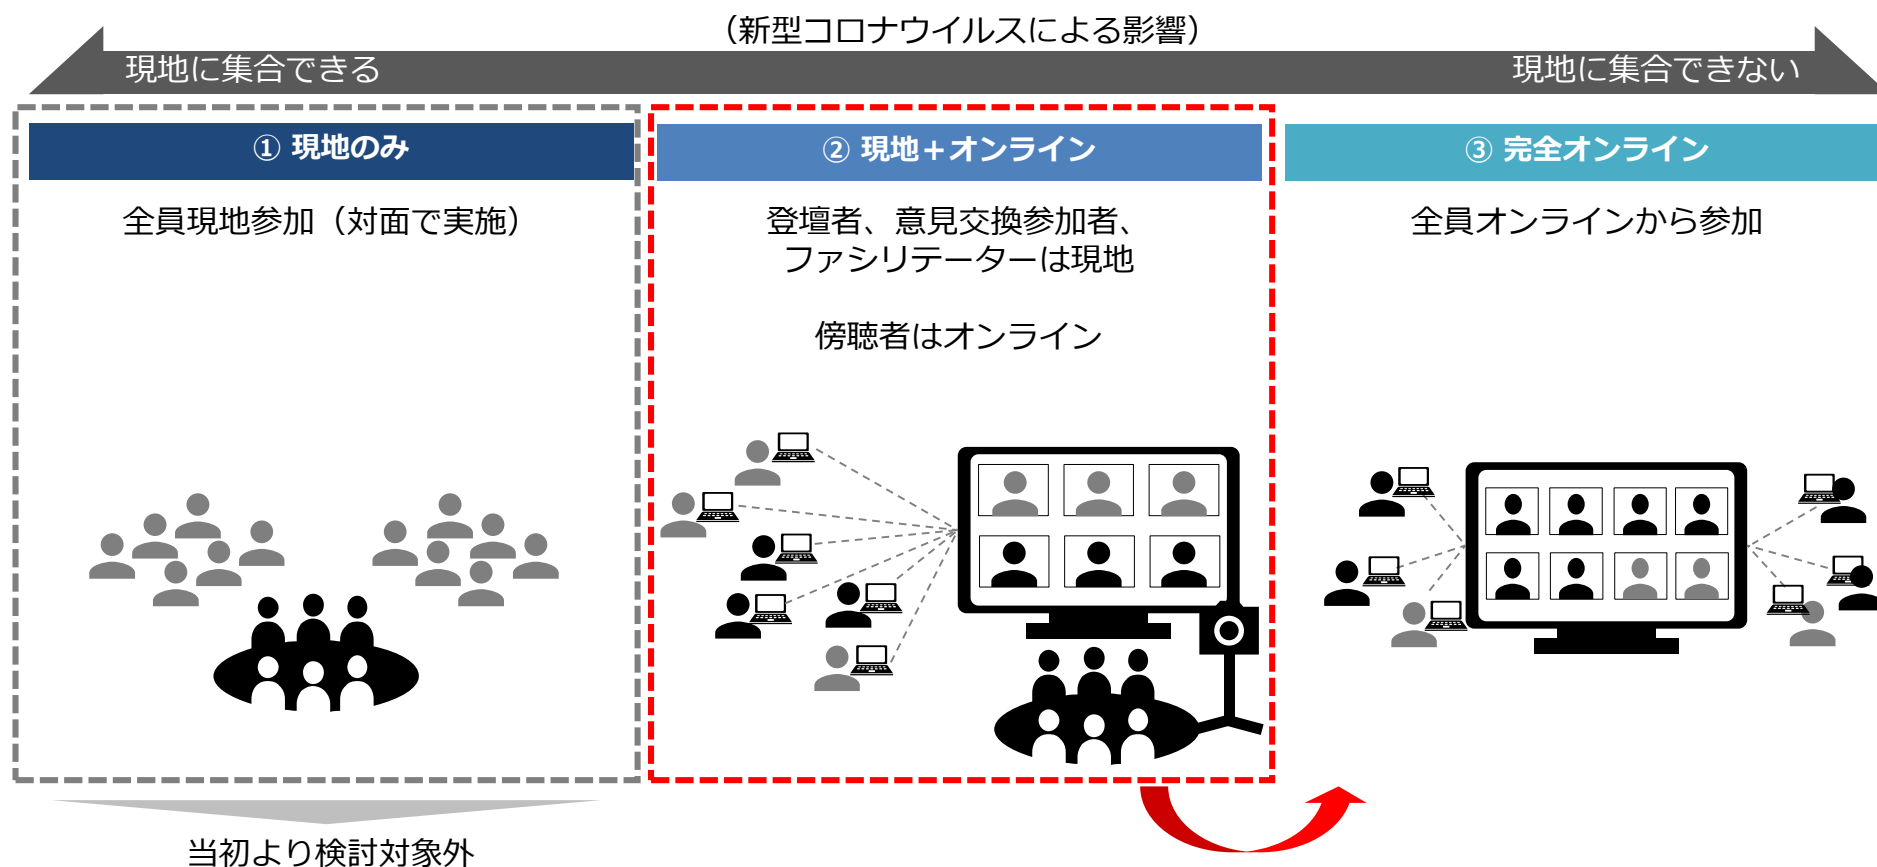 （新型コロナウイルスによる影響）
現地に集合できる
現地に集合できない
① 現地のみ
全員現地参加（対面で実施）
② 現地＋オンライン
登壇者、意見交換参加者、
ファシリテーターは現地
傍聴者はオンライン
③ 完全オンライン
全員オンラインから参加
当初より検討対象外